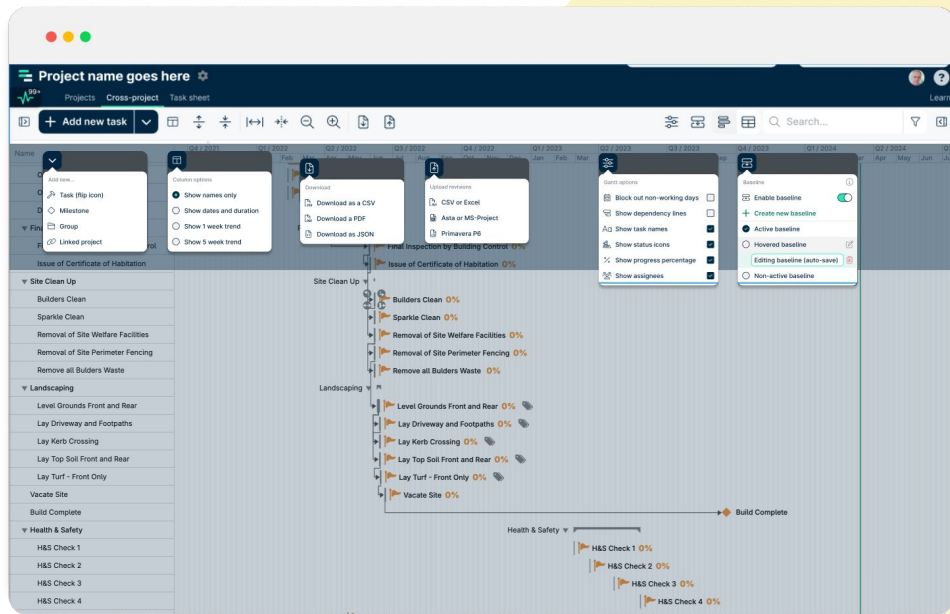 Project name goes here
99+
Projects Cross-project Task sheet
Learn
+ Add new task
Search...
Name
Q4 / 2021 Q1 / 2022 Q2 / 2022 Q3 / 2022 Q4 / 2022 Q1 / 2023 Q2 / 2023 Q3 / 2023 Q4 / 2023 Q1 / 2024 Q2 / 2024
Feb
Jan Feb Mar
Apr May Jun
Add new...
Task (flip icon)
Milestone
Group
Linked project
Column options
Show names only
Show dates and duration
Show 1 week trend
Show 5 week trend
Download
Download as a CSV
Download a PDF
Download as JSON
Upload revisions
CSV or Excel
Asta or MS-Project
Primavera P6
Gantt options
Block out non-working days
Show dependency lines
Show task names
Show status icons
Show progress percentage
Show assignees
Baseline
Enable baseline
Create new baseline
Active baseline
Hovered baseline
Editing baseline (auto-save)
Non-active baseline
Final Inspection by Building Control 0%
Issue of Certificate of Habitation
Issue of Certificate of Habitation 0%
Site Clean Up
Site Clean Up
Builders Clean
Builders Clean 0%
Sparkle Clean
Sparkle Clean 0%
Removal of Site Welfare Facilities
Removal of Site Welfare Facilities 0%
Removal of Site Perimeter Fencing
Removal of Site Perimeter Fencing 0%
Remove all Bulders Waste
Remove all Bulders Waste 0%
Landscaping
Landscaping
Level Grounds Front and Rear
Level Grounds Front and Rear 0%
Lay Driveway and Footpaths
Lay Driveway and Footpaths 0%
Lay Kerb Crossing
Lay Kerb Crossing 0%
Lay Top Soil Front and Rear
Lay Top Soil Front and Rear 0%
Lay Turf - Front Only
Lay Turf - Front Only 0%
Vacate Site
Vacate Site 0%
Build Complete
Build Complete
Health & Safety
Health & Safety
H&S Check 1
H&S Check 1 0%
H&S Check 2
H&S Check 2 0%
H&S Check 3
H&S Check 3 0%
H&S Check 4
H&S Check 4 0%